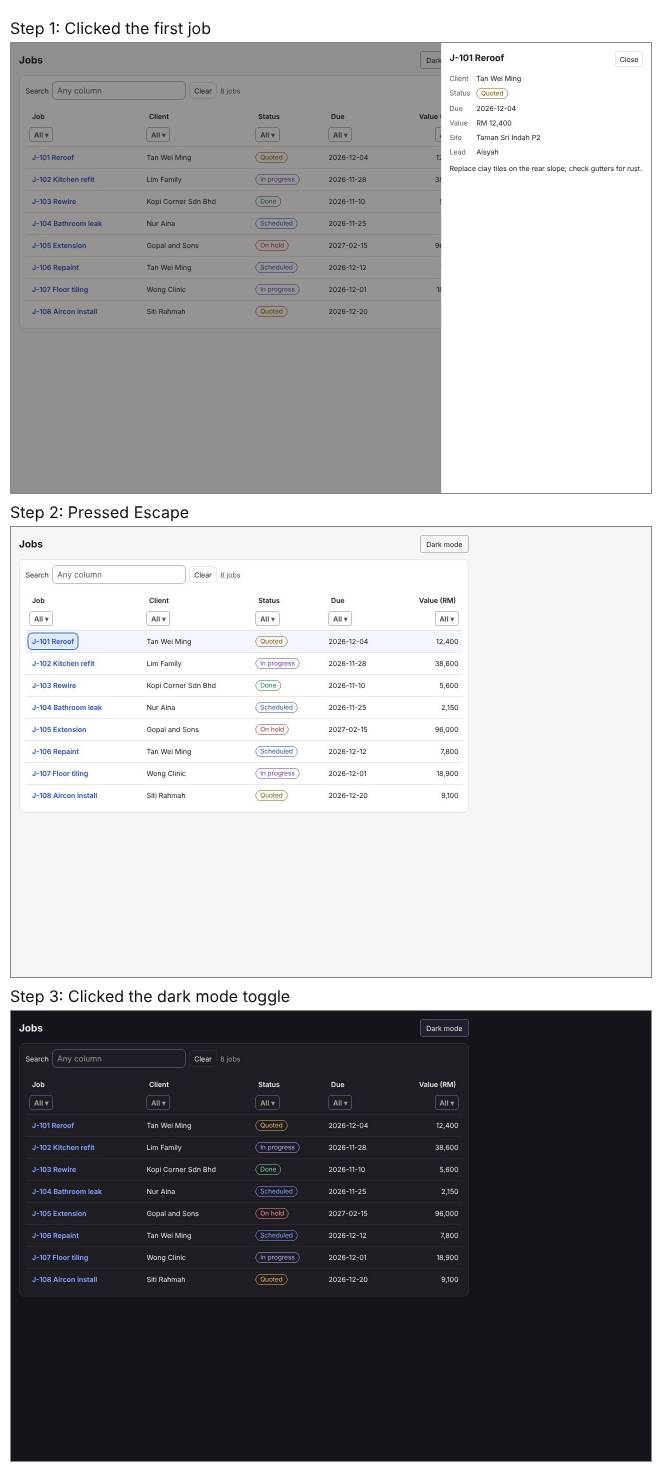 Step 1: Clicked the first job
Jobs
Dark
J-101 Reroof
Close
Search Any column Clear 8 jobs
Client Tan Wei Ming
Status Quoted
Due 2026-12-04
Value RM 12,400
Site Taman Sri Indah P2
Lead Aisyah
Replace clay tiles on the rear slope; check gutters for rust.
Job Client Status Due Value
All ▾ All ▾ All ▾ All ▾
J-101 Reroof Tan Wei Ming Quoted 2026-12-04
J-102 Kitchen refit Lim Family In progress 2026-11-28
J-103 Rewire Kopi Corner Sdn Bhd Done 2026-11-10
J-104 Bathroom leak Nur Aina Scheduled 2026-11-25
J-105 Extension Gopal and Sons On hold 2027-02-15
J-106 Repaint Tan Wei Ming Scheduled 2026-12-12
J-107 Floor tiling Wong Clinic In progress 2026-12-01
J-108 Aircon install Siti Rahmah Quoted 2026-12-20
Step 2: Pressed Escape
Jobs Dark mode
Search Any column Clear 8 jobs
Job Client Status Due Value (RM)
All ▾ All ▾ All ▾ All ▾ All ▾
J-101 Reroof Tan Wei Ming Quoted 2026-12-04 12,400
J-102 Kitchen refit Lim Family In progress 2026-11-28 38,600
J-103 Rewire Kopi Corner Sdn Bhd Done 2026-11-10 5,600
J-104 Bathroom leak Nur Aina Scheduled 2026-11-25 2,150
J-105 Extension Gopal and Sons On hold 2027-02-15 96,000
J-106 Repaint Tan Wei Ming Scheduled 2026-12-12 7,800
J-107 Floor tiling Wong Clinic In progress 2026-12-01 18,900
J-108 Aircon install Siti Rahmah Quoted 2026-12-20 9,100
Step 3: Clicked the dark mode toggle
Jobs Dark mode
Search Any column Clear 8 jobs
Job Client Status Due Value (RM)
All ▾ All ▾ All ▾ All ▾ All ▾
J-101 Reroof Tan Wei Ming Quoted 2026-12-04 12,400
J-102 Kitchen refit Lim Family In progress 2026-11-28 38,600
J-103 Rewire Kopi Corner Sdn Bhd Done 2026-11-10 5,600
J-104 Bathroom leak Nur Aina Scheduled 2026-11-25 2,150
J-105 Extension Gopal and Sons On hold 2027-02-15 96,000
J-106 Repaint Tan Wei Ming Scheduled 2026-12-12 7,800
J-107 Floor tiling Wong Clinic In progress 2026-12-01 18,900
J-108 Aircon install Siti Rahmah Quoted 2026-12-20 9,100